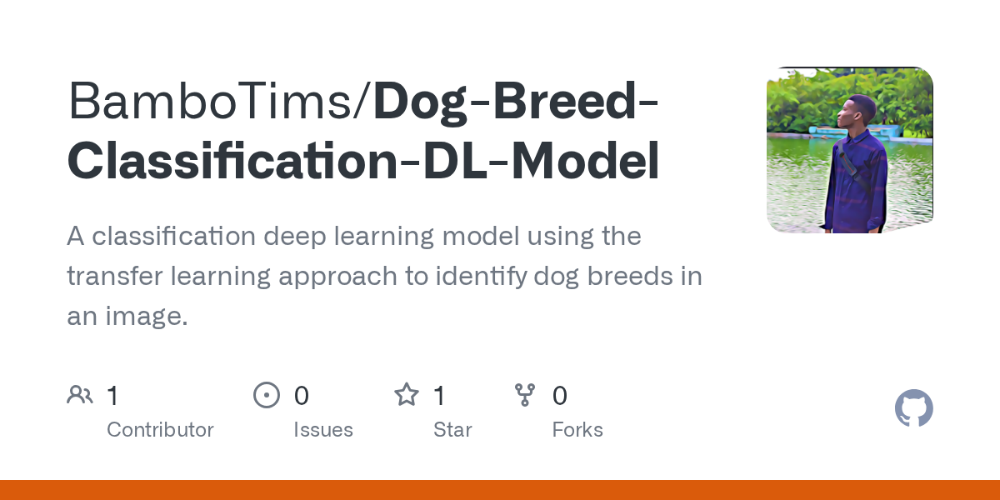 BamboTims/Dog-Breed-
Classification-DL-Model
A classification deep learning model using the
transfer learning approach to identify dog breeds in
an image.
1 0 1 0
Contributor Issues Star Forks